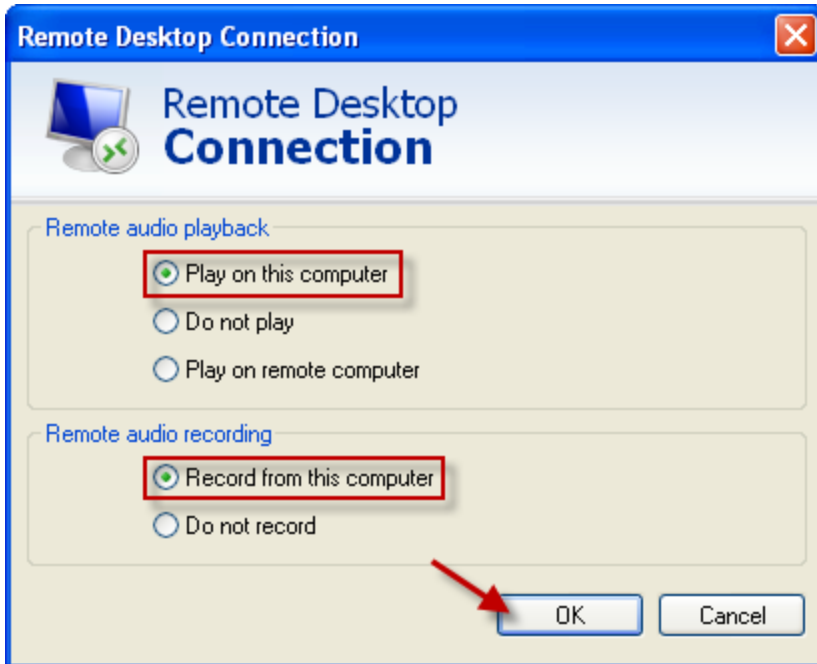 Remote Desktop Connection
Remote Desktop
Connection
Remote audio playback
Play on this computer
Do not play
Play on remote computer
Remote audio recording
Record from this computer
Do not record
OK Cancel